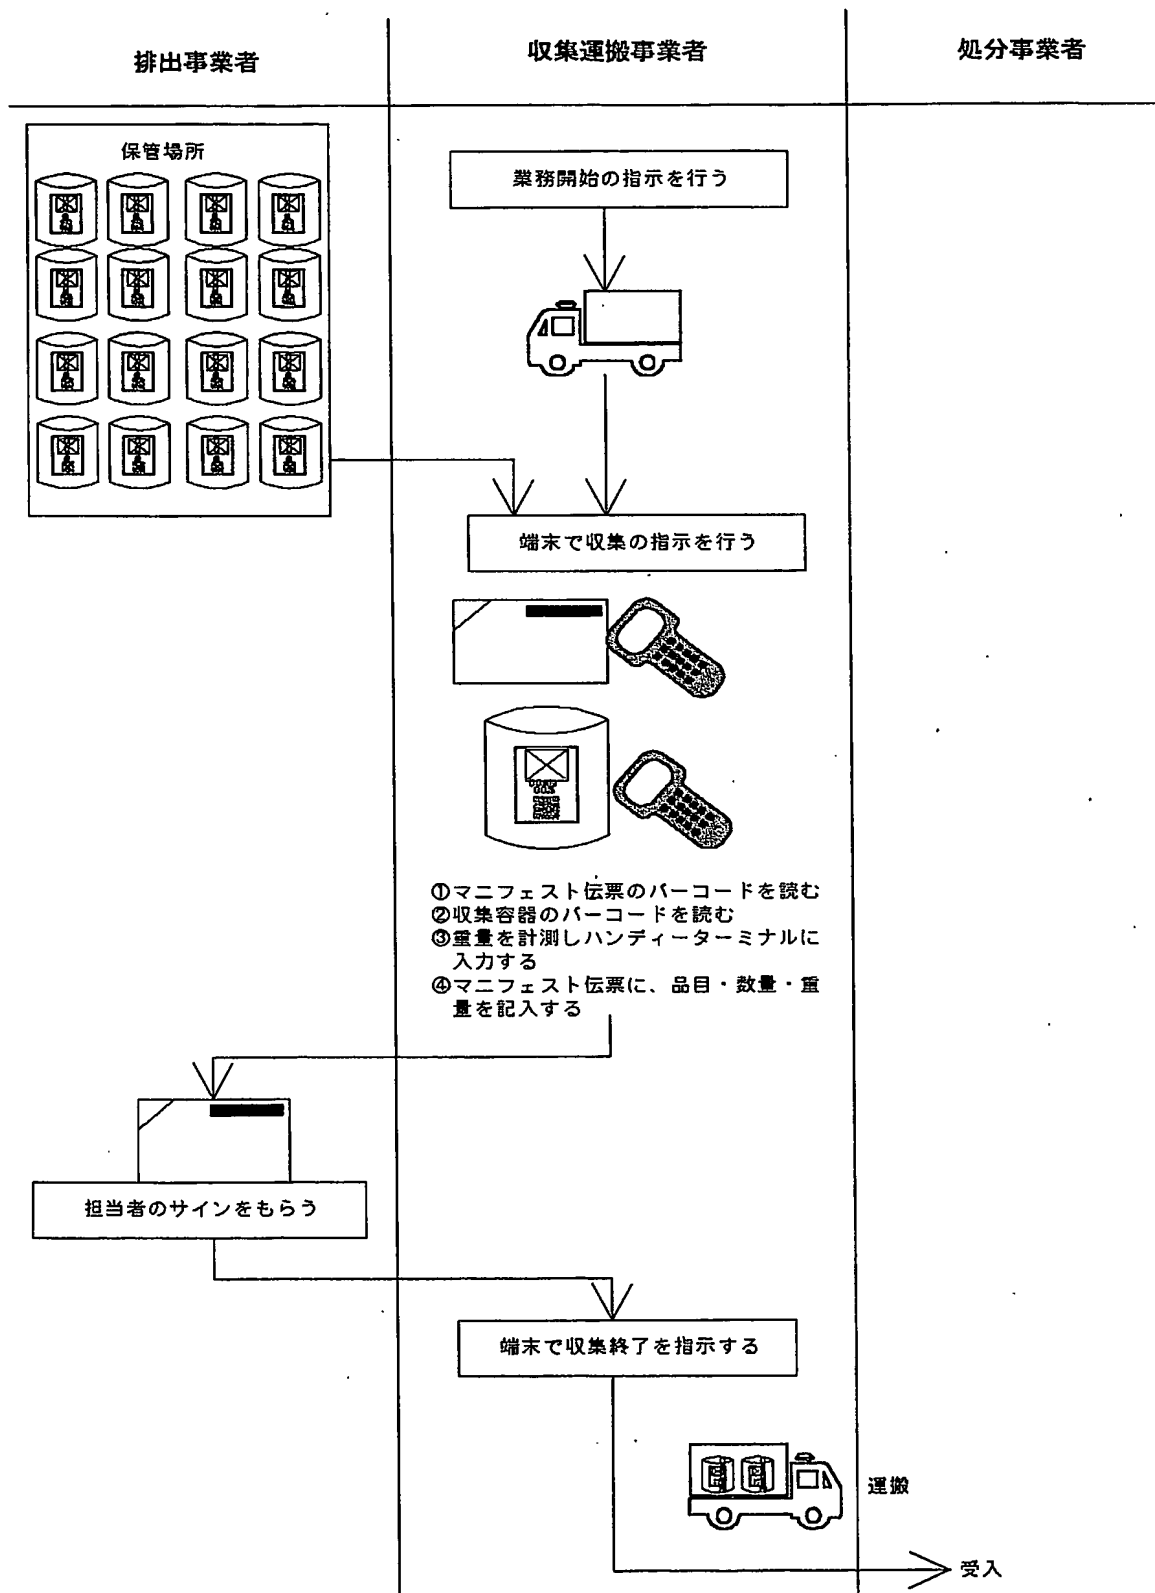 排出事業者
収集運搬事業者
処分事業者
保管場所
業務開始の指示を行う
端末で収集の指示を行う
①マニフェスト伝票のバーコードを読む
②収集容器のバーコードを読む
③重量を計測しハンディーターミナルに
入力する
④マニフェスト伝票に、品目・数量・重
量を記入する
担当者のサインをもらう
端末で収集終了を指示する
運搬
受入